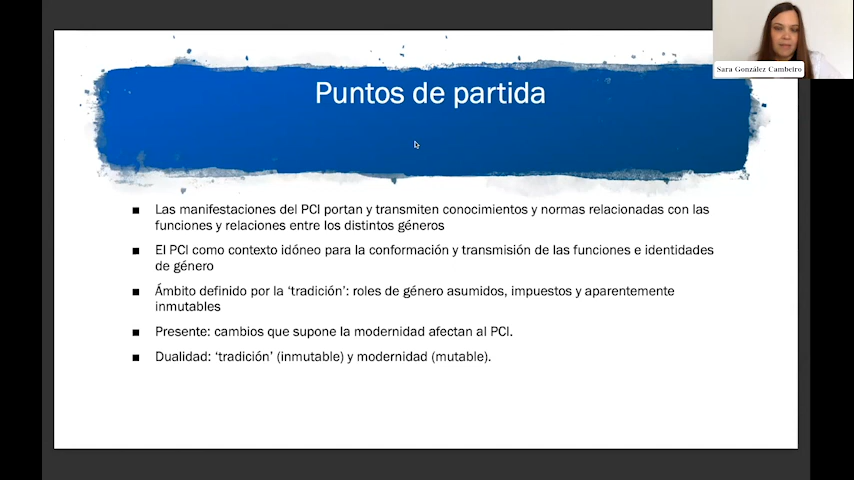 Sara González Cambeiro
Puntos de partida
■ Las manifestaciones del PCI portan y transmiten conocimientos y normas relacionadas con las
funciones y relaciones entre los distintos géneros
■ El PCI como contexto idóneo para la conformación y transmisión de las funciones e identidades
de género
■ Ámbito definido por la ‘tradición’: roles de género asumidos, impuestos y aparentemente
inmutables
■ Presente: cambios que supone la modernidad afectan al PCI.
■ Dualidad: ‘tradición’ (inmutable) y modernidad (mutable).